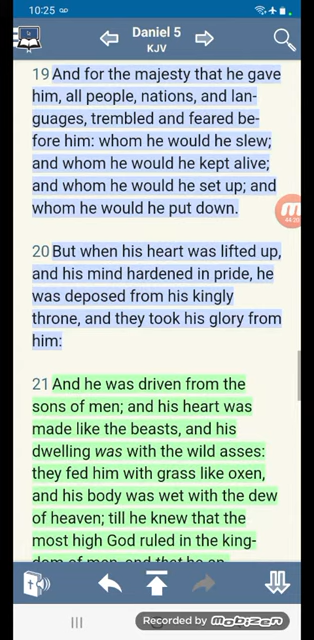 10:25
Daniel 5
KJV
19 And for the majesty that he gave
him, all people, nations, and lan-
guages, trembled and feared be-
fore him: whom he would he slew;
and whom he would he kept alive;
and whom he would he set up; and
whom he would he put down.
20 But when his heart was lifted up,
and his mind hardened in pride, he
was deposed from his kingly
throne, and they took his glory from
him:
21 And he was driven from the
sons of men; and his heart was
made like the beasts, and his
dwelling was with the wild asses:
they fed him with grass like oxen,
and his body was wet with the dew
of heaven; till he knew that the
most high God ruled in the king-
dom of men, and that he ap-
Recorded by Mobizen